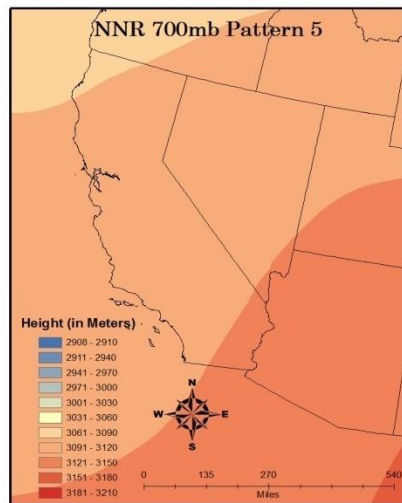 NNR 700mb Pattern 5
Height (in Meters)
2908 - 2910
2911 - 2940
2941 - 2970
2971 - 3000
3001 - 3030
3031 - 3060
3061 - 3090
3091 - 3120
3121 - 3150
3151 - 3180
3181 - 3210
N
W E
S
0 135 270 540
Miles